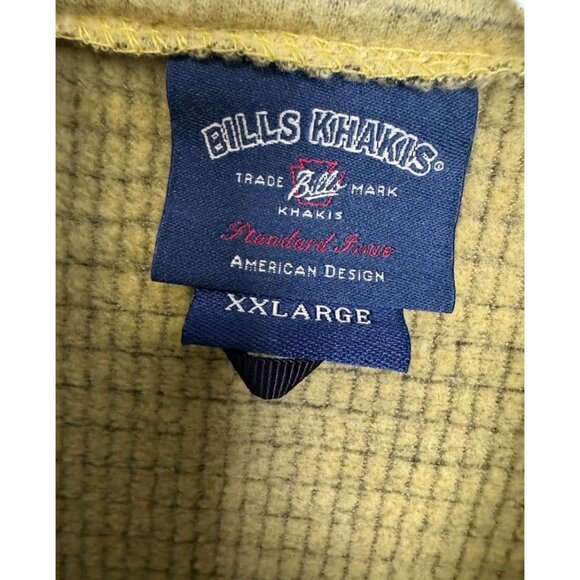 BILLS KHAKIS®
TRADE Bills MARK
KHAKIS
Standard Issue
AMERICAN DESIGN
XXLARGE